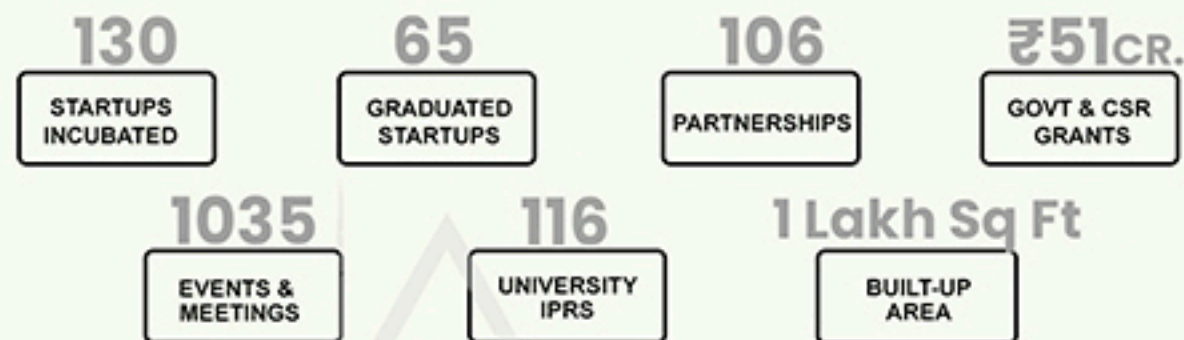 130 65 106 ₹51CR.
STARTUPS
INCUBATED
GRADUATED
STARTUPS
PARTNERSHIPS
GOVT & CSR
GRANTS
1035 116 1 Lakh Sq Ft
EVENTS &
MEETINGS
UNIVERSITY
IPRS
BUILT-UP
AREA